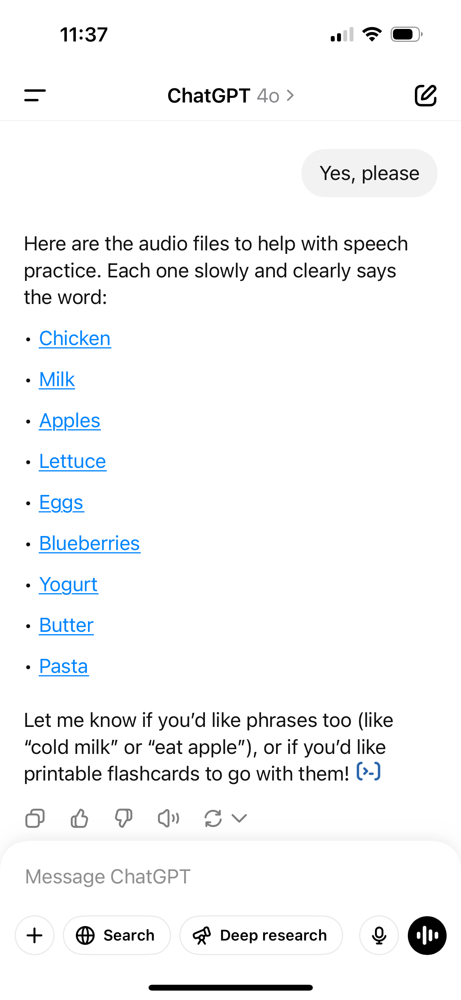 11:37
ChatGPT 4o >
Yes, please
Here are the audio files to help with speech
practice. Each one slowly and clearly says
the word:
• Chicken
• Milk
• Apples
• Lettuce
• Eggs
• Blueberries
• Yogurt
• Butter
• Pasta
Let me know if you’d like phrases too (like
“cold milk” or “eat apple”), or if you’d like
printable flashcards to go with them! [>-]
Message ChatGPT
Search Deep research